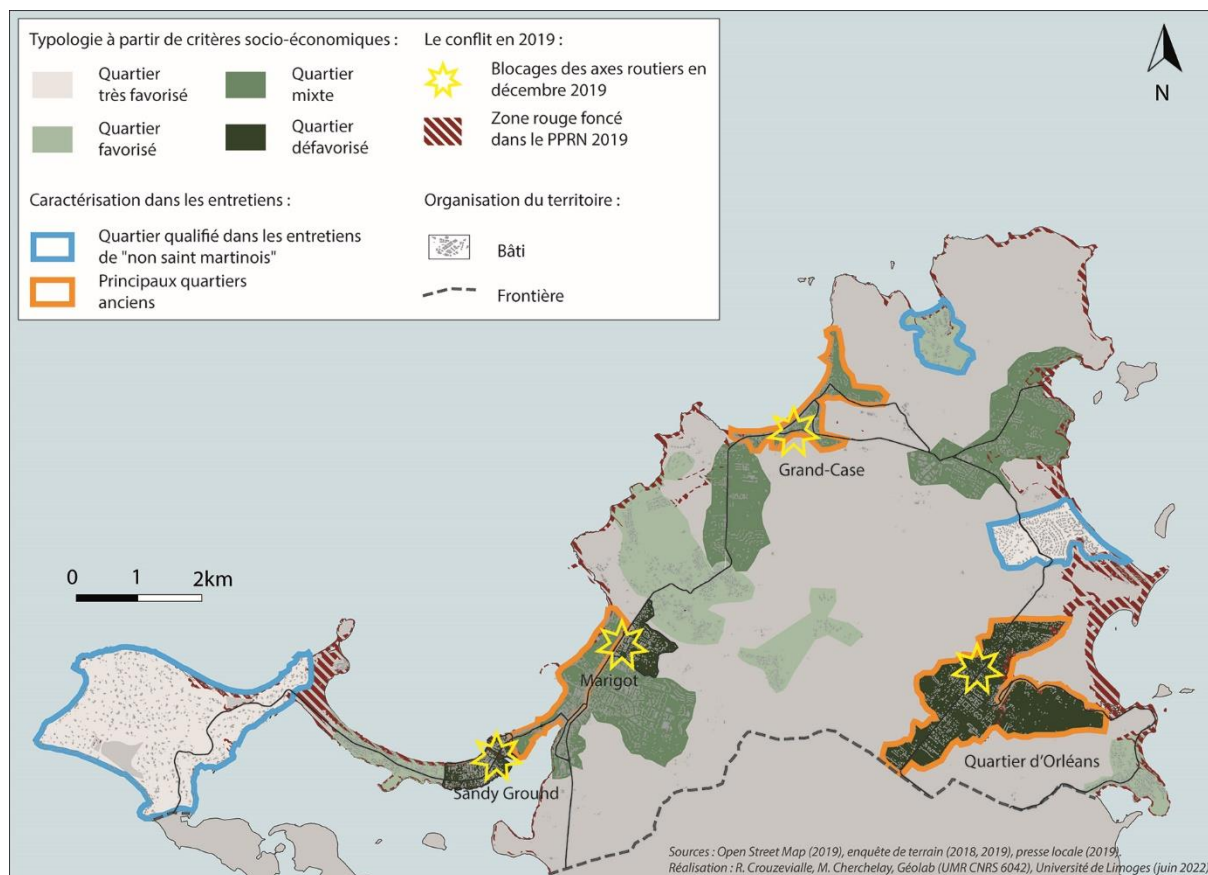 Typologie à partir de critères socio-économiques :
Quartier
très favorisé
Quartier
mixte
Quartier
favorisé
Quartier
défavorisé
Le conflit en 2019 :
Blocages des axes routiers en
décembre 2019
Zone rouge foncé
dans le PPRN 2019
Caractérisation dans les entretiens :
Quartier qualifié dans les entretiens
de "non saint martinois"
Principaux quartiers
anciens
Organisation du territoire :
Bâti
Frontière
N
Grand-Case
0 1 2km
Marigot
Quartier d'Orléans
Sandy Ground
Sources : Open Street Map (2019), enquête de terrain (2018, 2019), presse locale (2019).
Réalisation : R. Crouzevialle, M. Cherchelay, Géolab (UMR CNRS 6042), Université de Limoges (juin 2022)